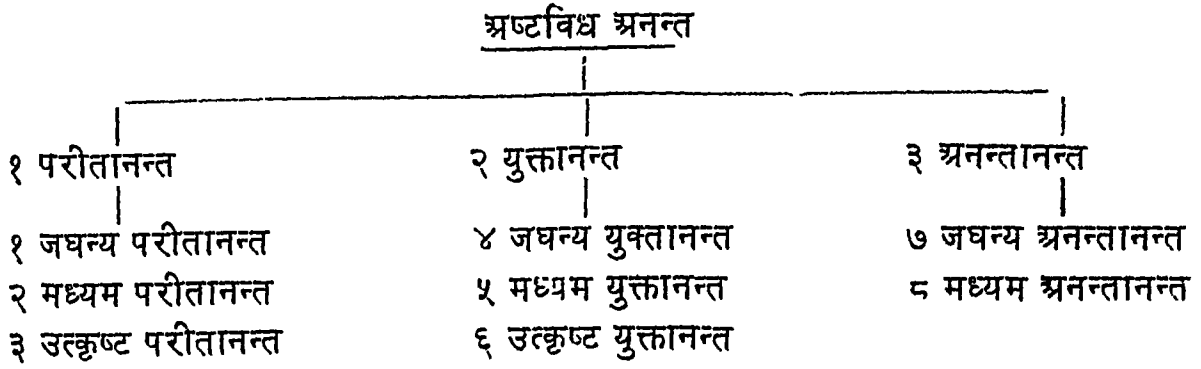 अष्टविध अनन्त
१ परीतानन्त २ युक्तानन्त ३ अनन्तानन्त
१ जघन्य परीतानन्त ४ जघन्य युक्तानन्त ७ जघन्य अनन्तानन्त
२ मध्यम परीतानन्त ५ मध्यम युक्तानन्त ८ मध्यम अनन्तानन्त
३ उत्कृष्ट परीतानन्त ६ उत्कृष्ट युक्तानन्त